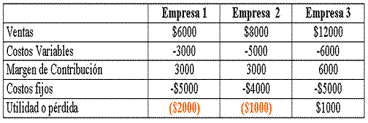 Empresa 1 Empresa 2 Empresa 3
Ventas $6000 $8000 $12000
Costos Variables -3000 -5000 -6000
Margen de Contribución 3000 3000 6000
Costos fijos -$5000 -$4000 -$5000
Utilidad o pérdida ($2000) ($1000) $1000